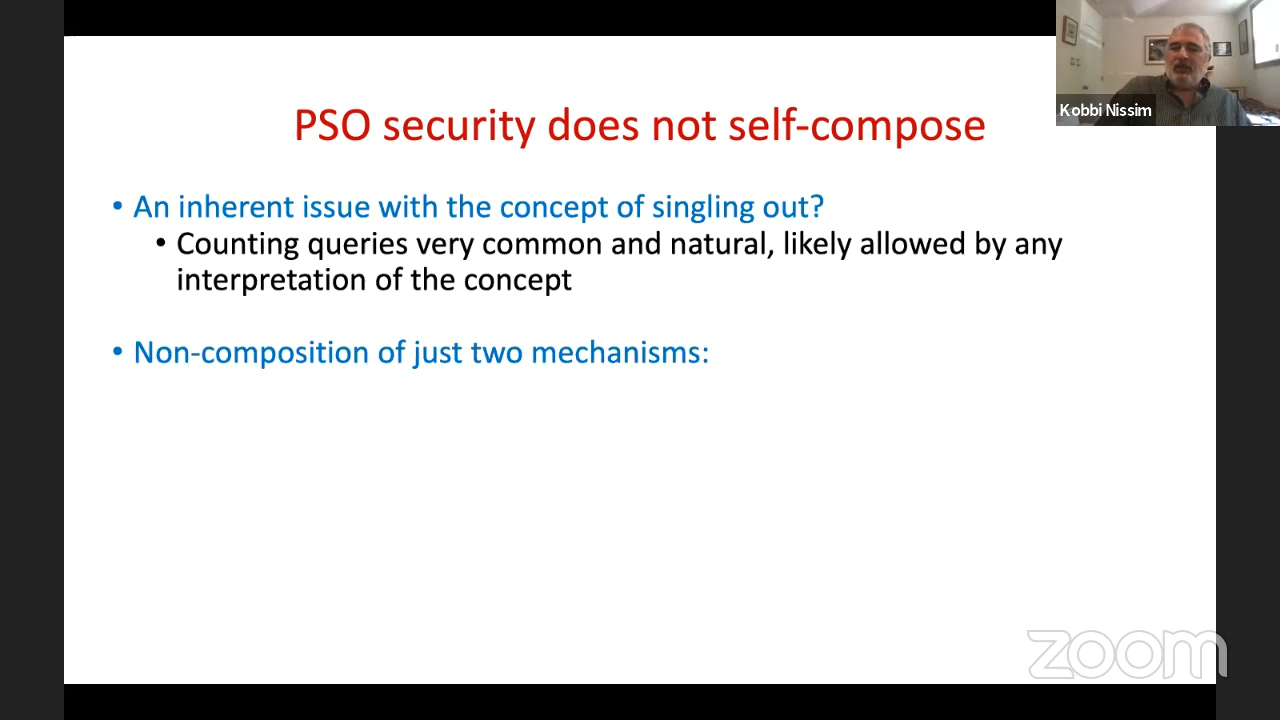 PSO security does not self-compose
Kobbi Nissim
• An inherent issue with the concept of singling out?
• Counting queries very common and natural, likely allowed by any
interpretation of the concept
• Non-composition of just two mechanisms:
zoom